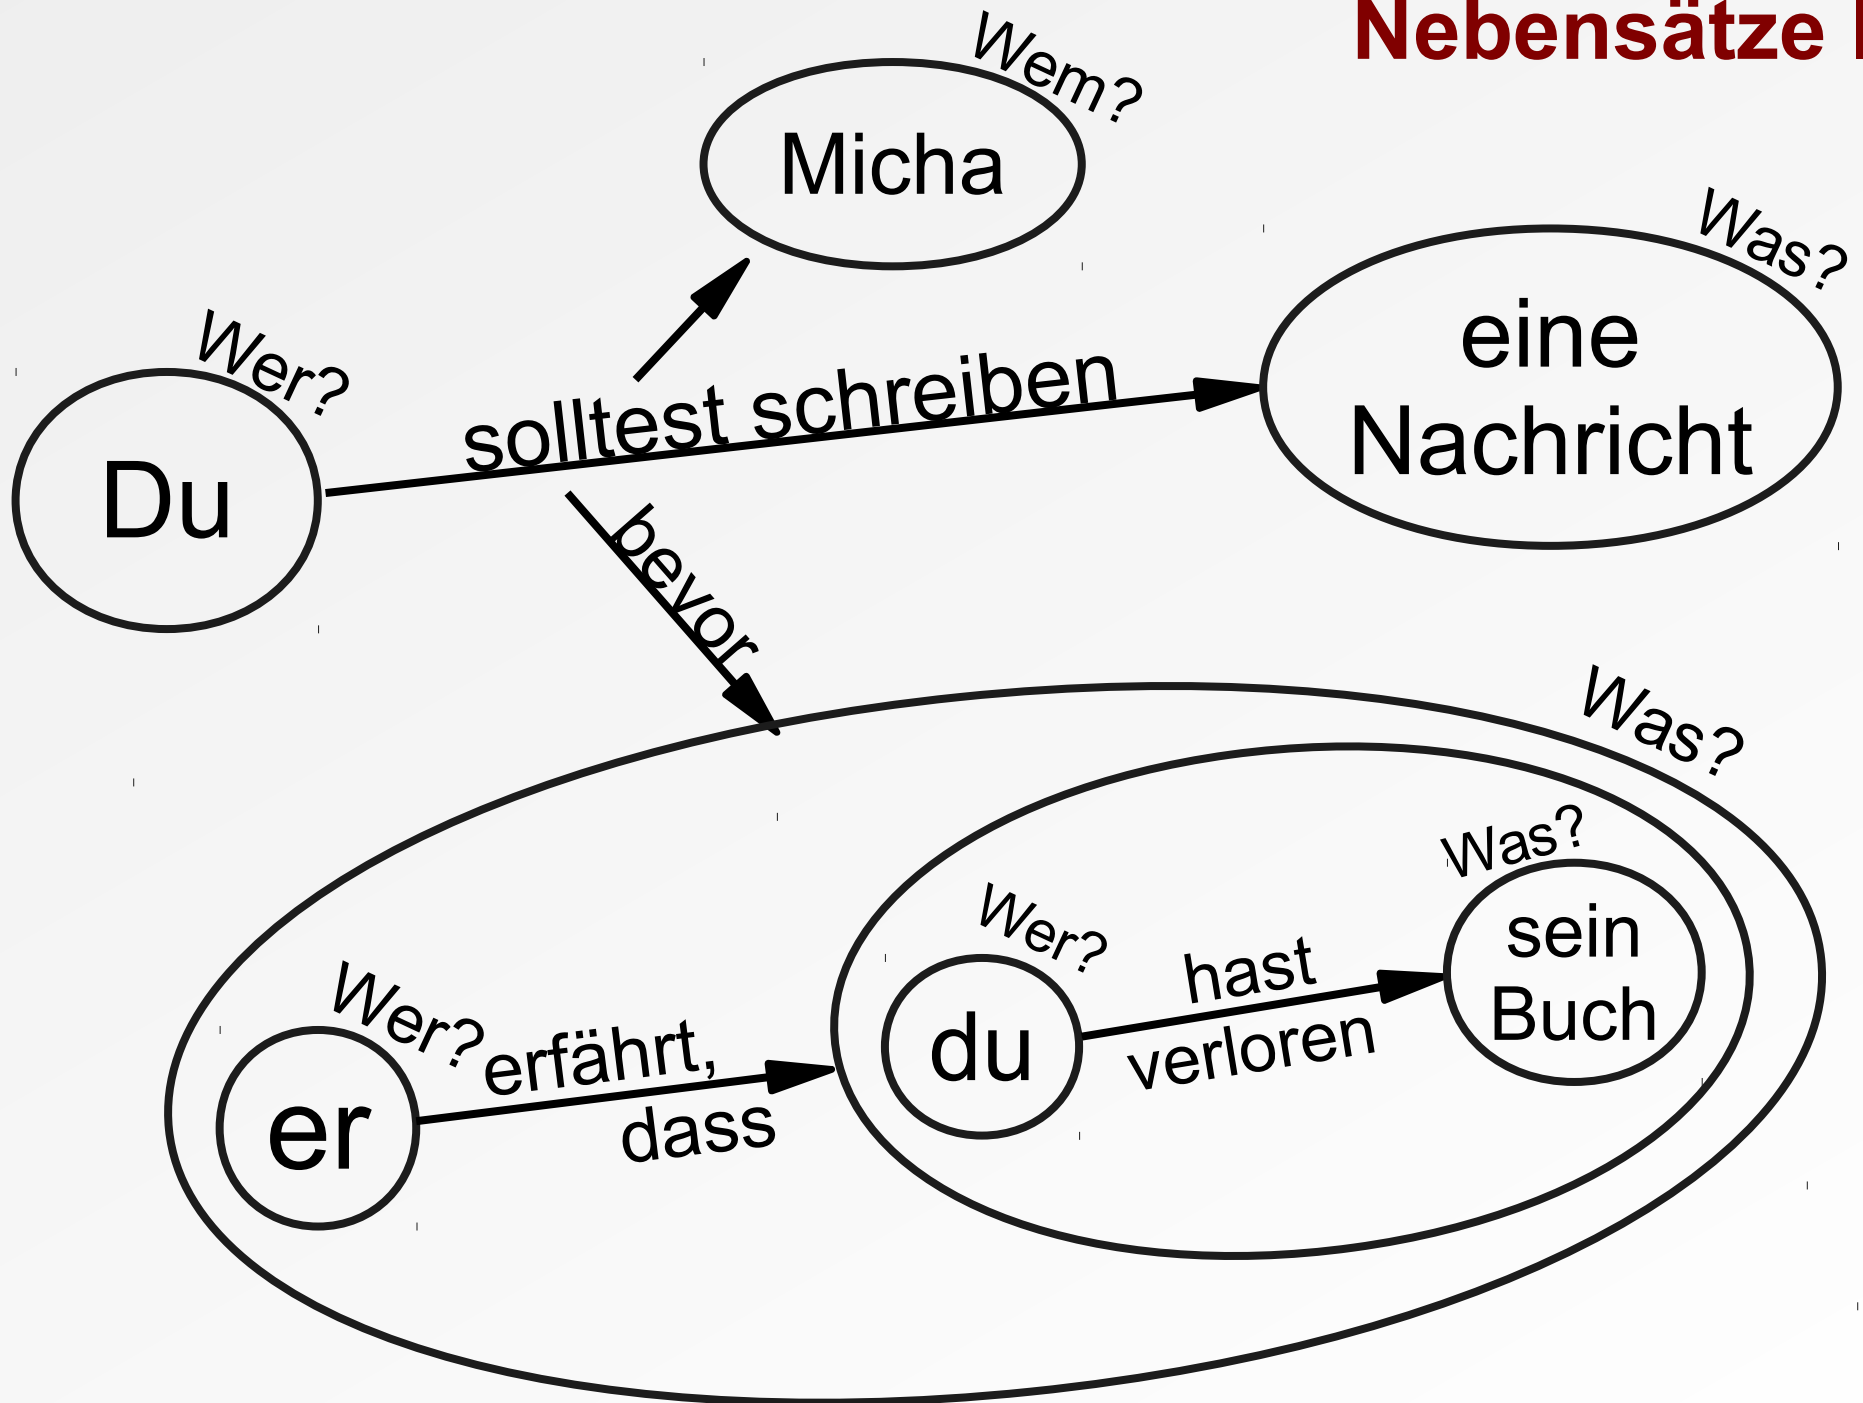 Nebensätze
Wem?
Micha
Was?
eine
Nachricht
Wer?
Du
solltest schreiben
bevor
Was?
Wer?
er
erfährt,
dass
Wer?
du
hast
verloren
Was?
sein
Buch